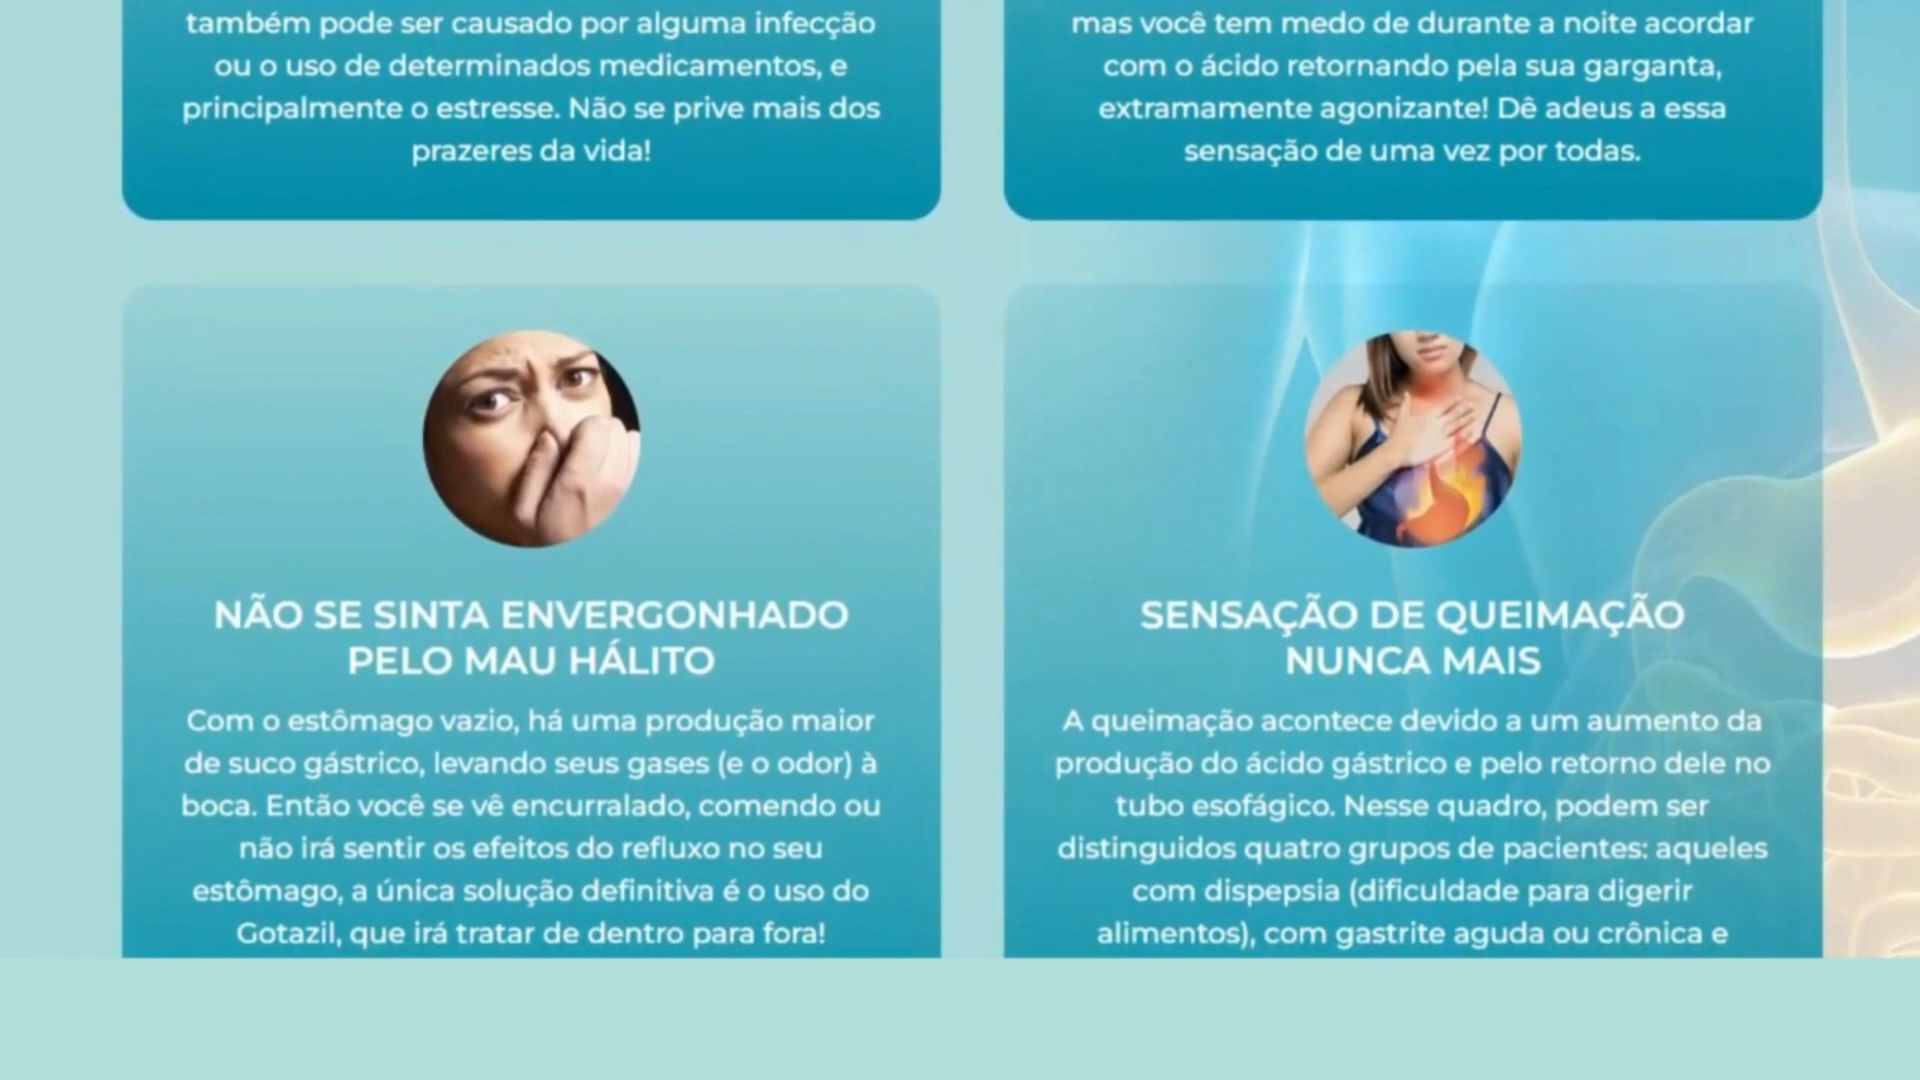 também pode ser causado por alguma infecção
ou o uso de determinados medicamentos, e
principalmente o estresse. Não se prive mais dos
prazeres da vida!
mas você tem medo de durante a noite acordar
com o ácido retornando pela sua garganta,
extramamente agonizante! Dê adeus a essa
sensação de uma vez por todas.
NÃO SE SINTA ENVERGONHADO
PELO MAU HÁLITO
Com o estômago vazio, há uma produção maior
de suco gástrico, levando seus gases (e o odor) à
boca. Então você se vê encurralado, comendo ou
não irá sentir os efeitos do refluxo no seu
estômago, a única solução definitiva é o uso do
Gotazil, que irá tratar de dentro para fora!
SENSAÇÃO DE QUEIMAÇÃO
NUNCA MAIS
A queimação acontece devido a um aumento da
produção do ácido gástrico e pelo retorno dele no
tubo esofágico. Nesse quadro, podem ser
distinguidos quatro grupos de pacientes: aqueles
com dispepsia (dificuldade para digerir
alimentos), com gastrite aguda ou crônica e